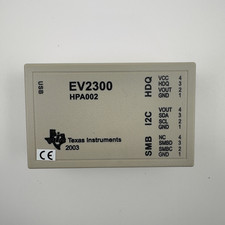 USB
EV2300
HPA002
Texas Instruments
2003
CE
HDQ
VCC 4
HDQ 3
VOUT 2
GND 1
I2C
VOUT 4
SDA 3
SCL 2
GND 1
SMB
NC 4
SMBD 3
SMBC 2
GND 1